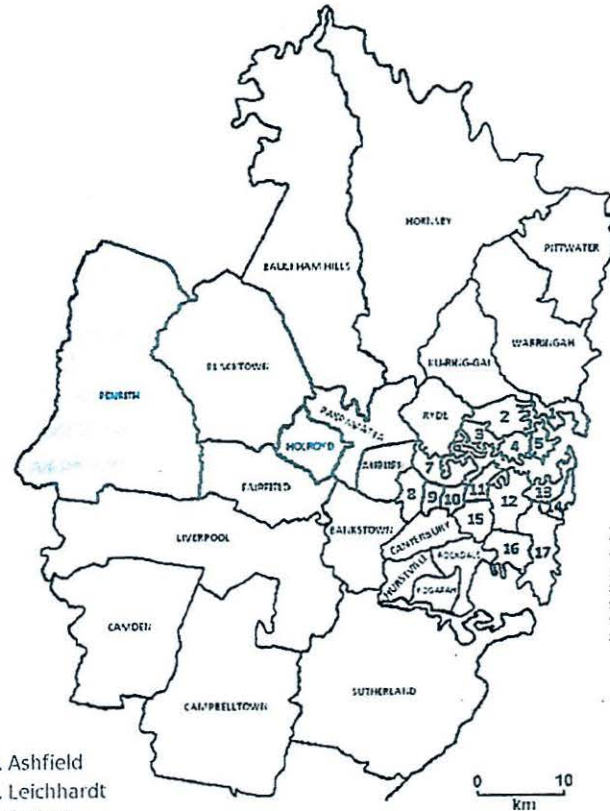 HORNSBY
PITTWATER
BAULKHAM HILLS
WARRINGAH
KU-RING-GAI
BLACKTOWN
PENRITH
RYDE
2
PARRAMATTA
3
HOLROYD
4
5
AUBURN
7
FAIRFIELD
8
9
10
11
12
13
14
BANKSTOWN
CANTERBURY
15
LIVERPOOL
ROCKDALE
16
17
HURSTVILLE
KOGARAH
CAMDEN
SUTHERLAND
CAMPBELLTOWN
. Ashfield
. Leichhardt
0 10
km